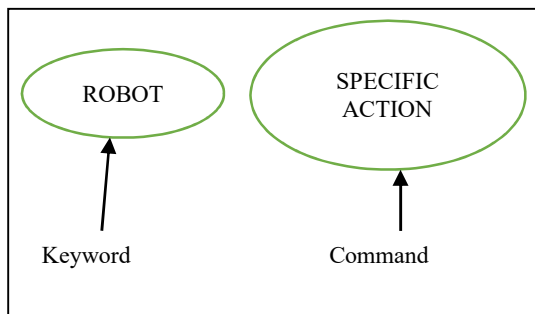 ROBOT
SPECIFIC
ACTION
Keyword
Command